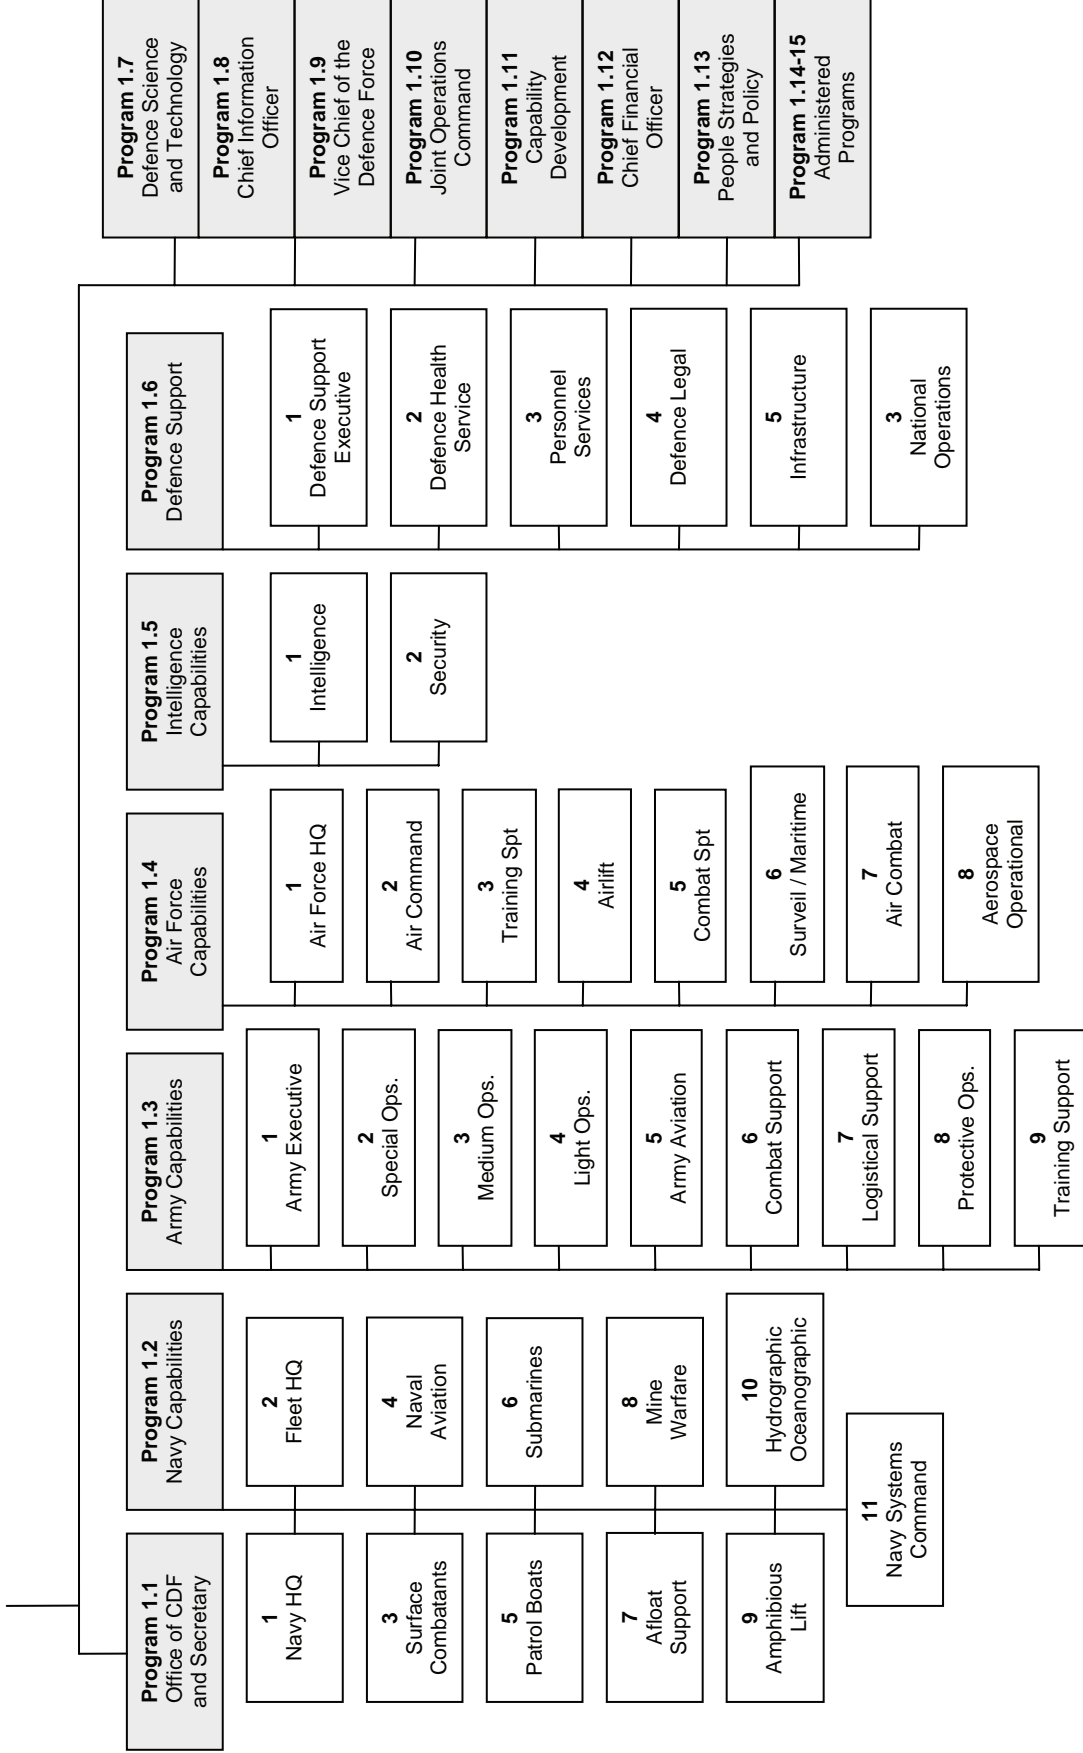 Program 1.1
Office of CDF
and Secretary
Program 1.2
Navy Capabilities
1
Navy HQ
2
Fleet HQ
3
Surface
Combatants
4
Naval
Aviation
5
Patrol Boats
6
Submarines
7
Afloat
Support
8
Mine
Warfare
9
Amphibious
Lift
10
Hydrographic
Oceanographic
11
Navy Systems
Command
Program 1.3
Army Capabilities
1
Army Executive
2
Special Ops.
3
Medium Ops.
4
Light Ops.
5
Army Aviation
6
Combat Support
7
Logistical Support
8
Protective Ops.
9
Training Support
Program 1.4
Air Force
Capabilities
1
Air Force HQ
2
Air Command
3
Training Spt
4
Airlift
5
Combat Spt
6
Surveil / Maritime
7
Air Combat
8
Aerospace
Operational
Program 1.5
Intelligence
Capabilities
1
Intelligence
2
Security
Program 1.6
Defence Support
1
Defence Support
Executive
2
Defence Health
Service
3
Personnel
Services
4
Defence Legal
5
Infrastructure
3
National
Operations
Program 1.7
Defence Science
and Technology
Program 1.8
Chief Information
Officer
Program 1.9
Vice Chief of the
Defence Force
Program 1.10
Joint Operations
Command
Program 1.11
Capability
Development
Program 1.12
Chief Financial
Officer
Program 1.13
People Strategies
and Policy
Program 1.14-15
Administered
Programs